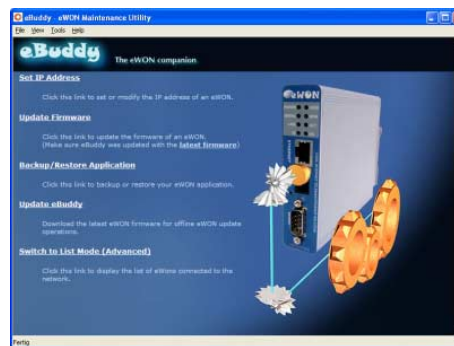 eBuddy - eWON Maintenance Utility
File View Tools Help
eBuddy The eWON companion
Set IP Address
Click this link to set or modify the IP address of an eWON.
Update Firmware
Click this link to update the firmware of an eWON.
(Make sure eBuddy was updated with the latest firmware)
Backup/Restore Application
Click this link to backup or restore your eWON application.
Update eBuddy
Download the latest eWON firmware for offline eWON update
operations.
Switch to List Mode (Advanced)
Click this link to display the list of eWons connected to the
network.
eWON
Fertig